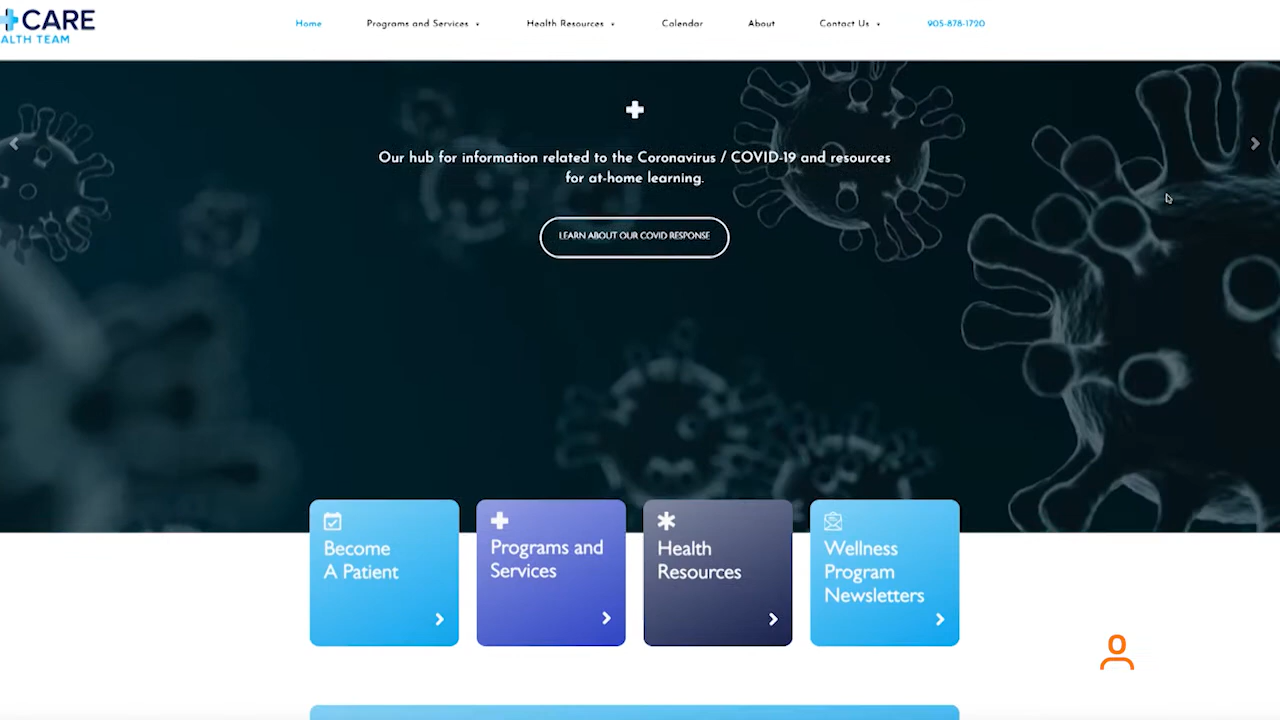 CARE
ALTH TEAM
Home
Programs and Services
Health Resources
Calendar
About
Contact Us
905-878-1720
Our hub for information related to the Coronavirus / COVID-19 and resources
for at-home learning.
LEARN ABOUT OUR COVID RESPONSE
Become
A Patient
Programs and
Services
Health
Resources
Wellness
Program
Newsletters